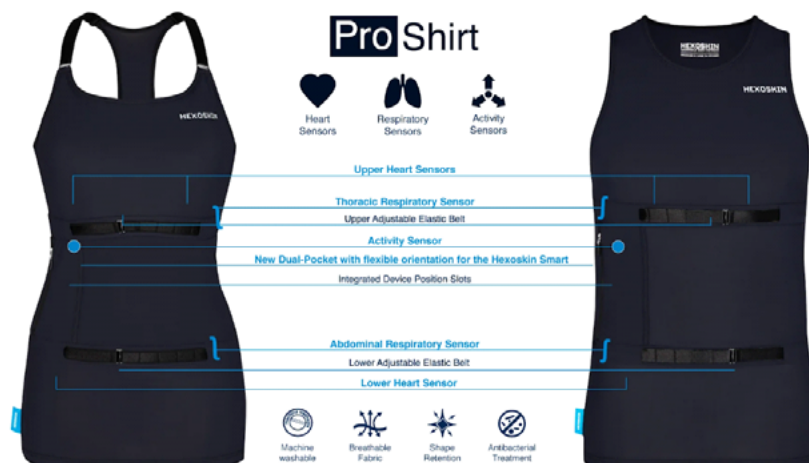 Pro Shirt
HEXOSKIN
HEXOSKIN
HEXOSKIN
Heart
Sensors
Respiratory
Sensors
Activity
Sensors
Upper Heart Sensors
Thoracic Respiratory Sensor
Upper Adjustable Elastic Belt
Activity Sensor
New Dual-Pocket with flexible orientation for the Hexoskin Smart
Integrated Device Position Slots
Abdominal Respiratory Sensor
Lower Adjustable Elastic Belt
Lower Heart Sensor
Machine
washable
Breathable
Fabric
Shape
Retention
Antibacterial
Treatment